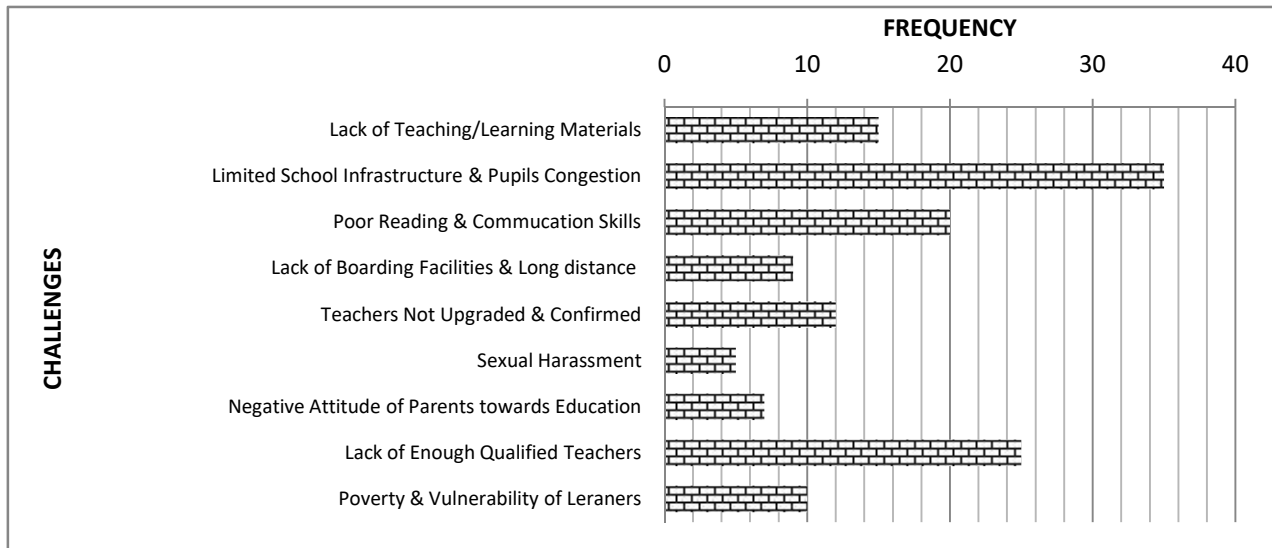 FREQUENCY
0 10 20 30 40
CHALLENGES
Lack of Teaching/Learning Materials
Limited School Infrastructure & Pupils Congestion
Poor Reading & Commucation Skills
Lack of Boarding Facilities & Long distance
Teachers Not Upgraded & Confirmed
Sexual Harassment
Negative Attitude of Parents towards Education
Lack of Enough Qualified Teachers
Poverty & Vulnerability of Leraners